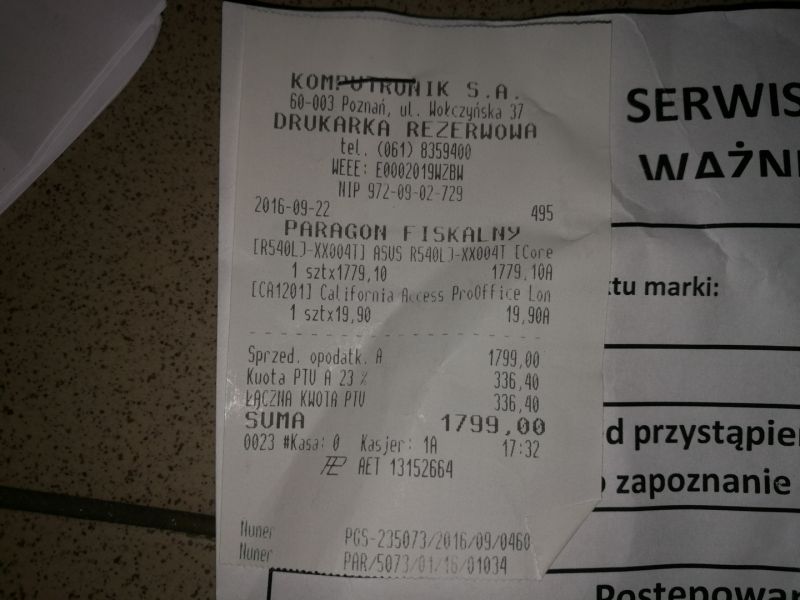 KOMPUTRONIK S.A.
60-003 Poznań, ul. Wołczyńska 37
DRUKARKA REZERWOWA
tel. (061) 8359400
WEEE: E0002019WZBW
NIP 972-09-02-729
2016-09-22 495
PARAGON FISKALNY
[R540LJ-XX004T] ASUS R540LJ-XX004T [Core
1 sztx1779,10 1779,10A
[CA1201] California Access ProOffice Lon
1 sztx19,90 19,90A
Sprzed. opodatk. A 1799,00
Kwota PTU A 23 % 336,40
ŁĄCZNA KWOTA PTU 336,40
SUMA 1799,00
0023 #Kasa: 0 Kasjer: 1A 17:32
AET 13152664
Numer PGS-235073/2016/09/0460
Numer PAR/5073/01/16/01034
SERWIS
WAŻNE
ktu marki:
d przystąpie
o zapoznanie
Postępowa